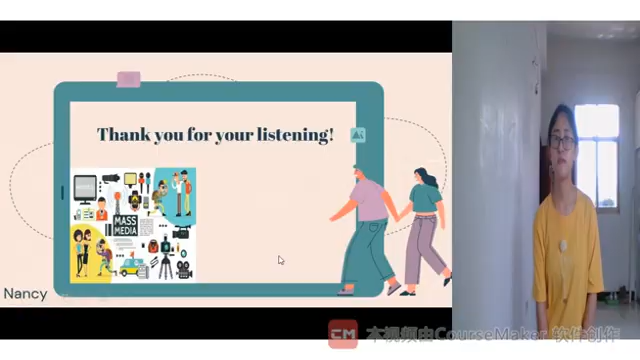 Thank you for your listening!
MASS
MEDIA
Nancy
CM 本视频由CourseMaker 软件创作